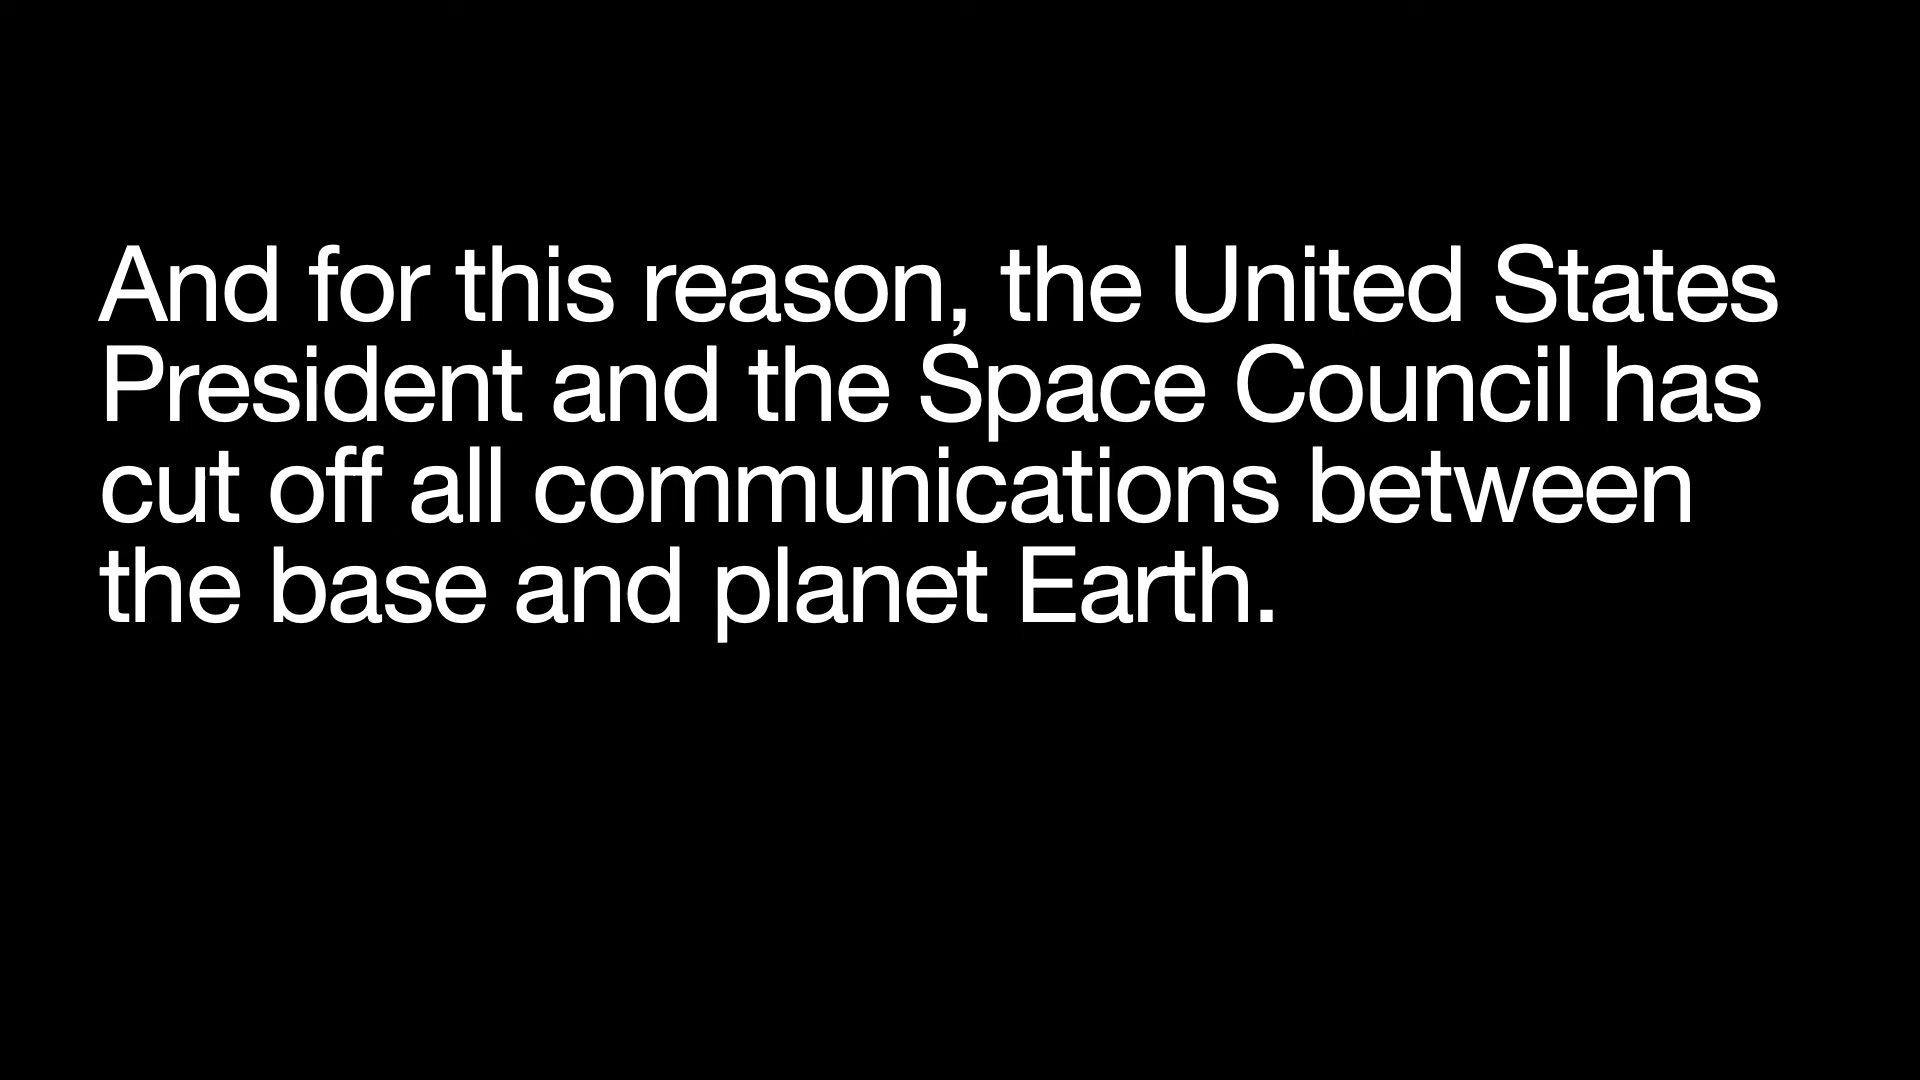 And for this reason, the United States
President and the Space Council has
cut off all communications between
the base and planet Earth.